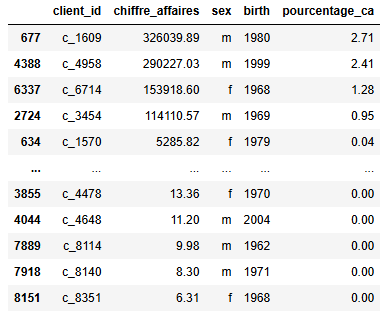 client_id chiffre_affaires sex birth pourcentage_ca
677 c_1609 326039.89 m 1980 2.71
4388 c_4958 290227.03 m 1999 2.41
6337 c_6714 153918.60 f 1968 1.28
2724 c_3454 114110.57 m 1969 0.95
634 c_1570 5285.82 f 1979 0.04
... ... ... ... ... ...
3855 c_4478 13.36 f 1970 0.00
4044 c_4648 11.20 m 2004 0.00
7889 c_8114 9.98 m 1962 0.00
7918 c_8140 8.30 m 1971 0.00
8151 c_8351 6.31 f 1968 0.00